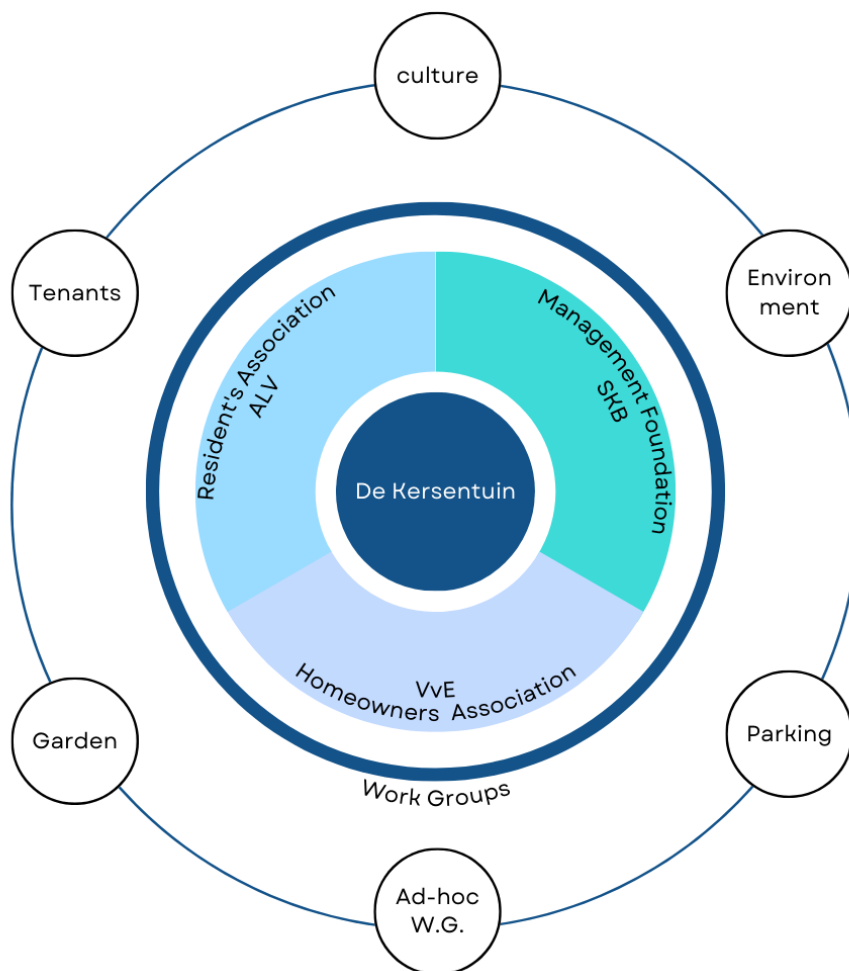 culture
Tenants
Environ
ment
Resident's Association
ALV
Management Foundation
SKB
De Kersentuin
VvE
Homeowners Association
Garden
Parking
Work Groups
Ad-hoc
W.G.